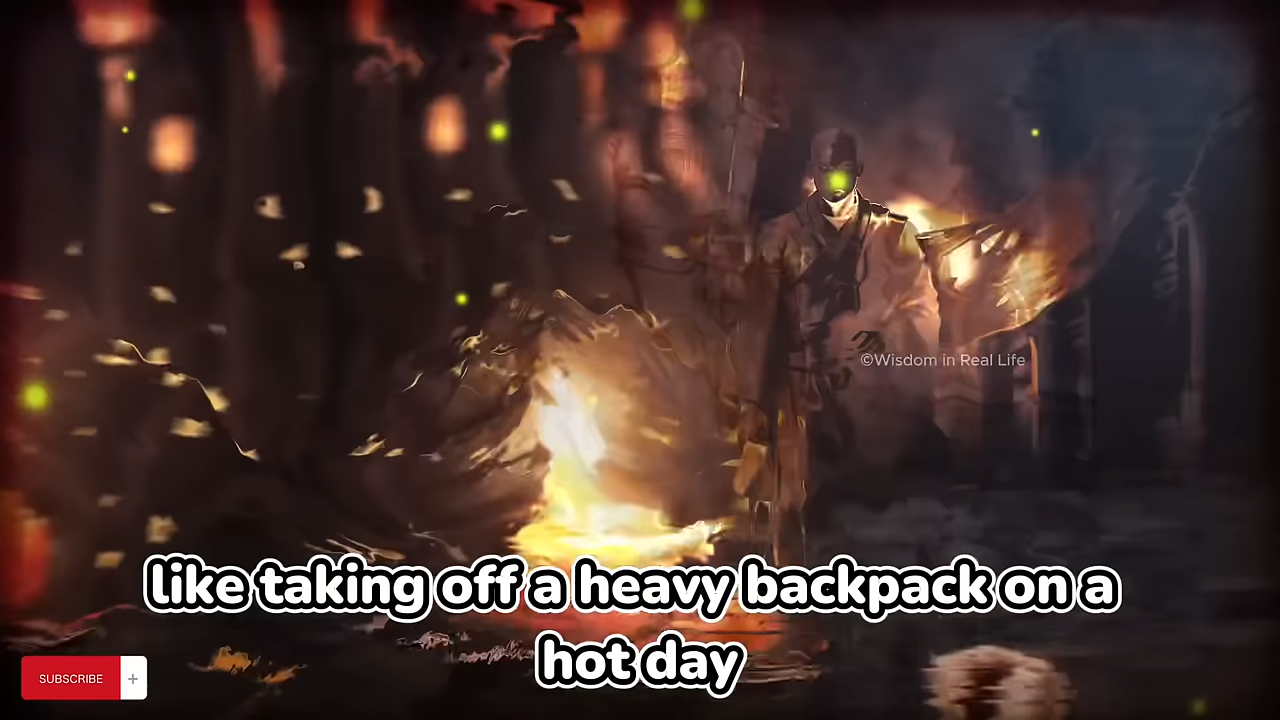 ©Wisdom in Real Life
like taking off a heavy backpack on a
hot day
SUBSCRIBE +